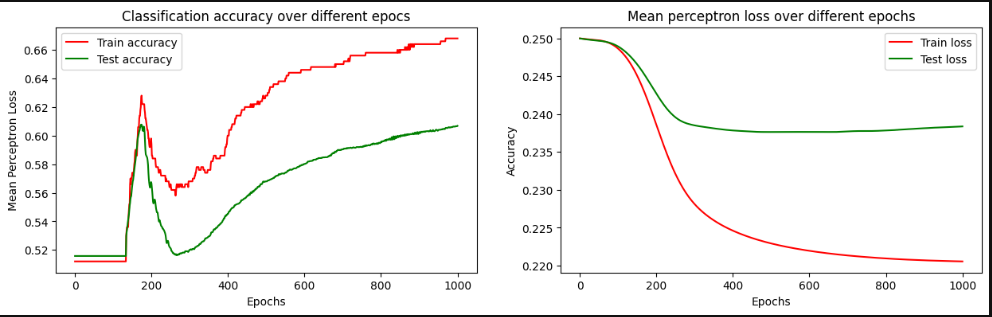 Classification accuracy over different epocs
Mean Perceptron Loss
0.66
0.64
0.62
0.60
0.58
0.56
0.54
0.52
Train accuracy
Test accuracy
0 200 400 600 800 1000
Epochs
Mean perceptron loss over different epochs
Accuracy
0.250
0.245
0.240
0.235
0.230
0.225
0.220
Train loss
Test loss
0 200 400 600 800 1000
Epochs